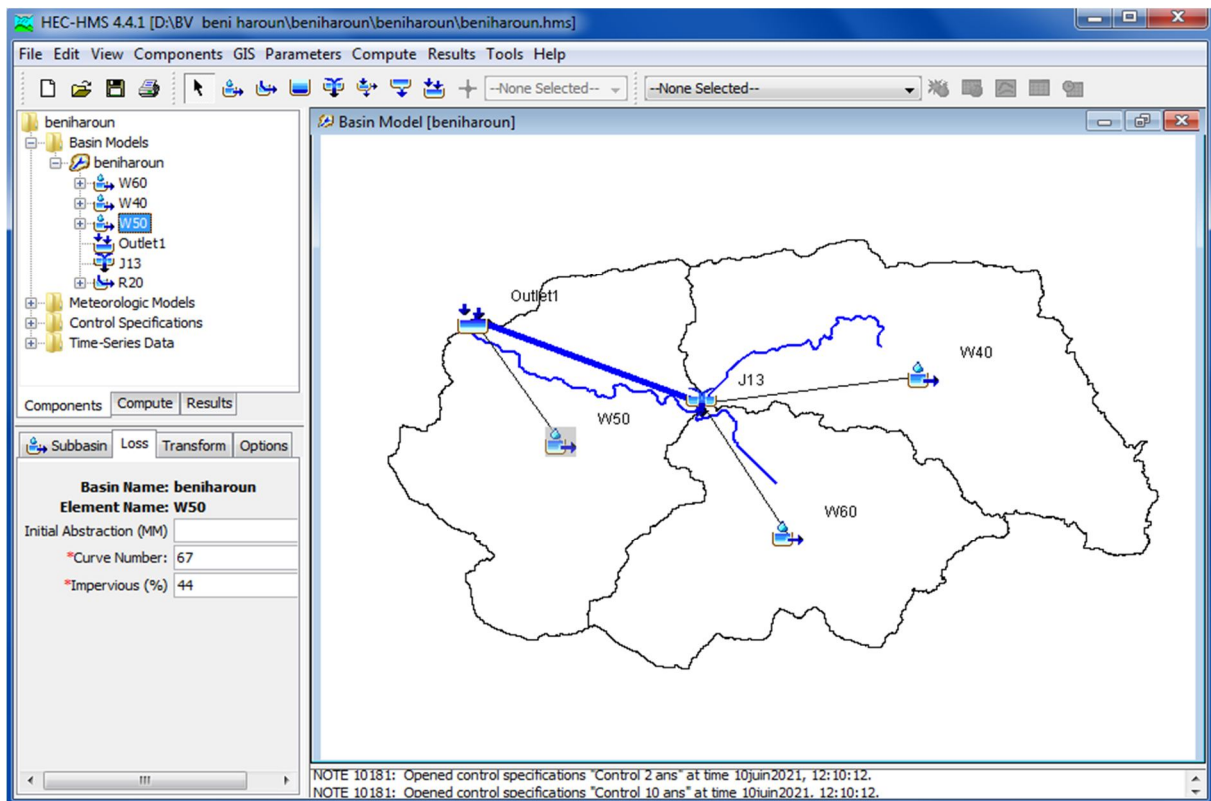 HEC-HMS 4.4.1 [D:\BV beni haroun\beniharoun\beniharoun\beniharoun.hms]
File Edit View Components GIS Parameters Compute Results Tools Help
--None Selected-- --None Selected--
beniharoun
Basin Models
beniharoun
W60
W40
W50
Outlet1
J13
R20
Meteorologic Models
Control Specifications
Time-Series Data
Components Compute Results
Subbasin Loss Transform Options
Basin Name: beniharoun
Element Name: W50
Initial Abstraction (MM)
*Curve Number: 67
*Impervious (%) 44
Basin Model [beniharoun]
Outlet1
W40
J13
W50
W60
NOTE 10181: Opened control specifications "Control 2 ans" at time 10juin2021, 12:10:12.
NOTE 10181: Opened control specifications "Control 10 ans" at time 10juin2021, 12:10:12.